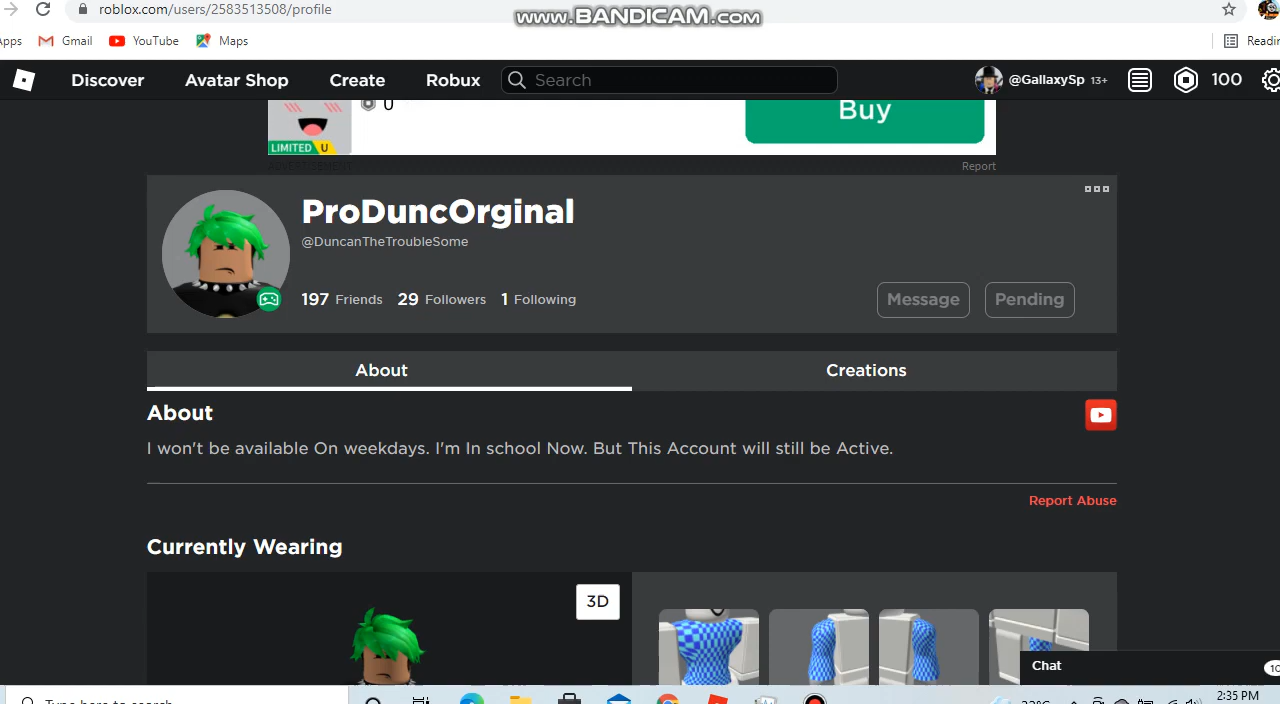 roblox.com/users/2583513508/profile
www.BANDICAM.com
Gmail YouTube Maps
Discover Avatar Shop Create Robux Search @GallaxySp 13+ 100
0 Buy
LIMITED U
ADVERTISEMENT Report
ProDuncOrginal
@DuncanTheTroubleSome
197 Friends 29 Followers 1 Following Message Pending
About Creations
About
I won't be available On weekdays. I'm In school Now. But This Account will still be Active.
Report Abuse
Currently Wearing
3D
Chat
2:35 PM